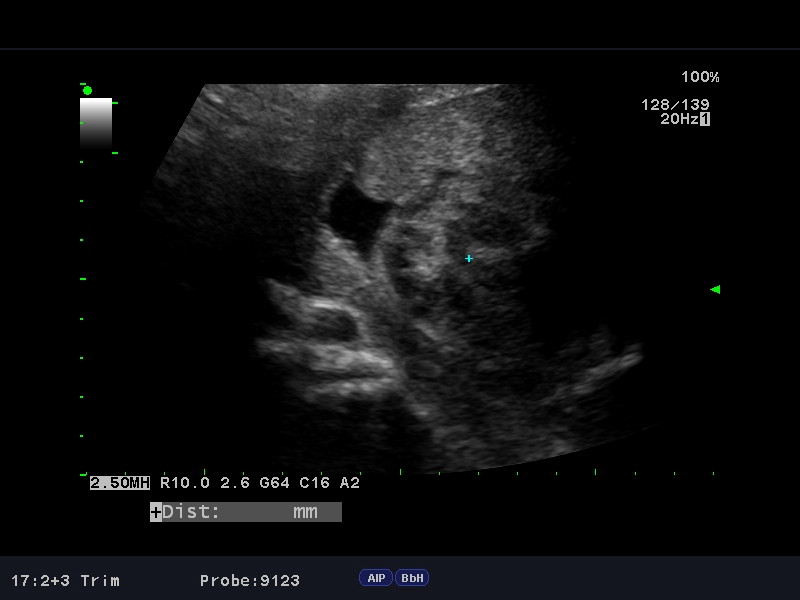 100%
128/139
20Hz1
2.50MH R10.0 2.6 G64 C16 A2
+Dist: mm
17:2+3 Trim Probe:9123 AIP BbH